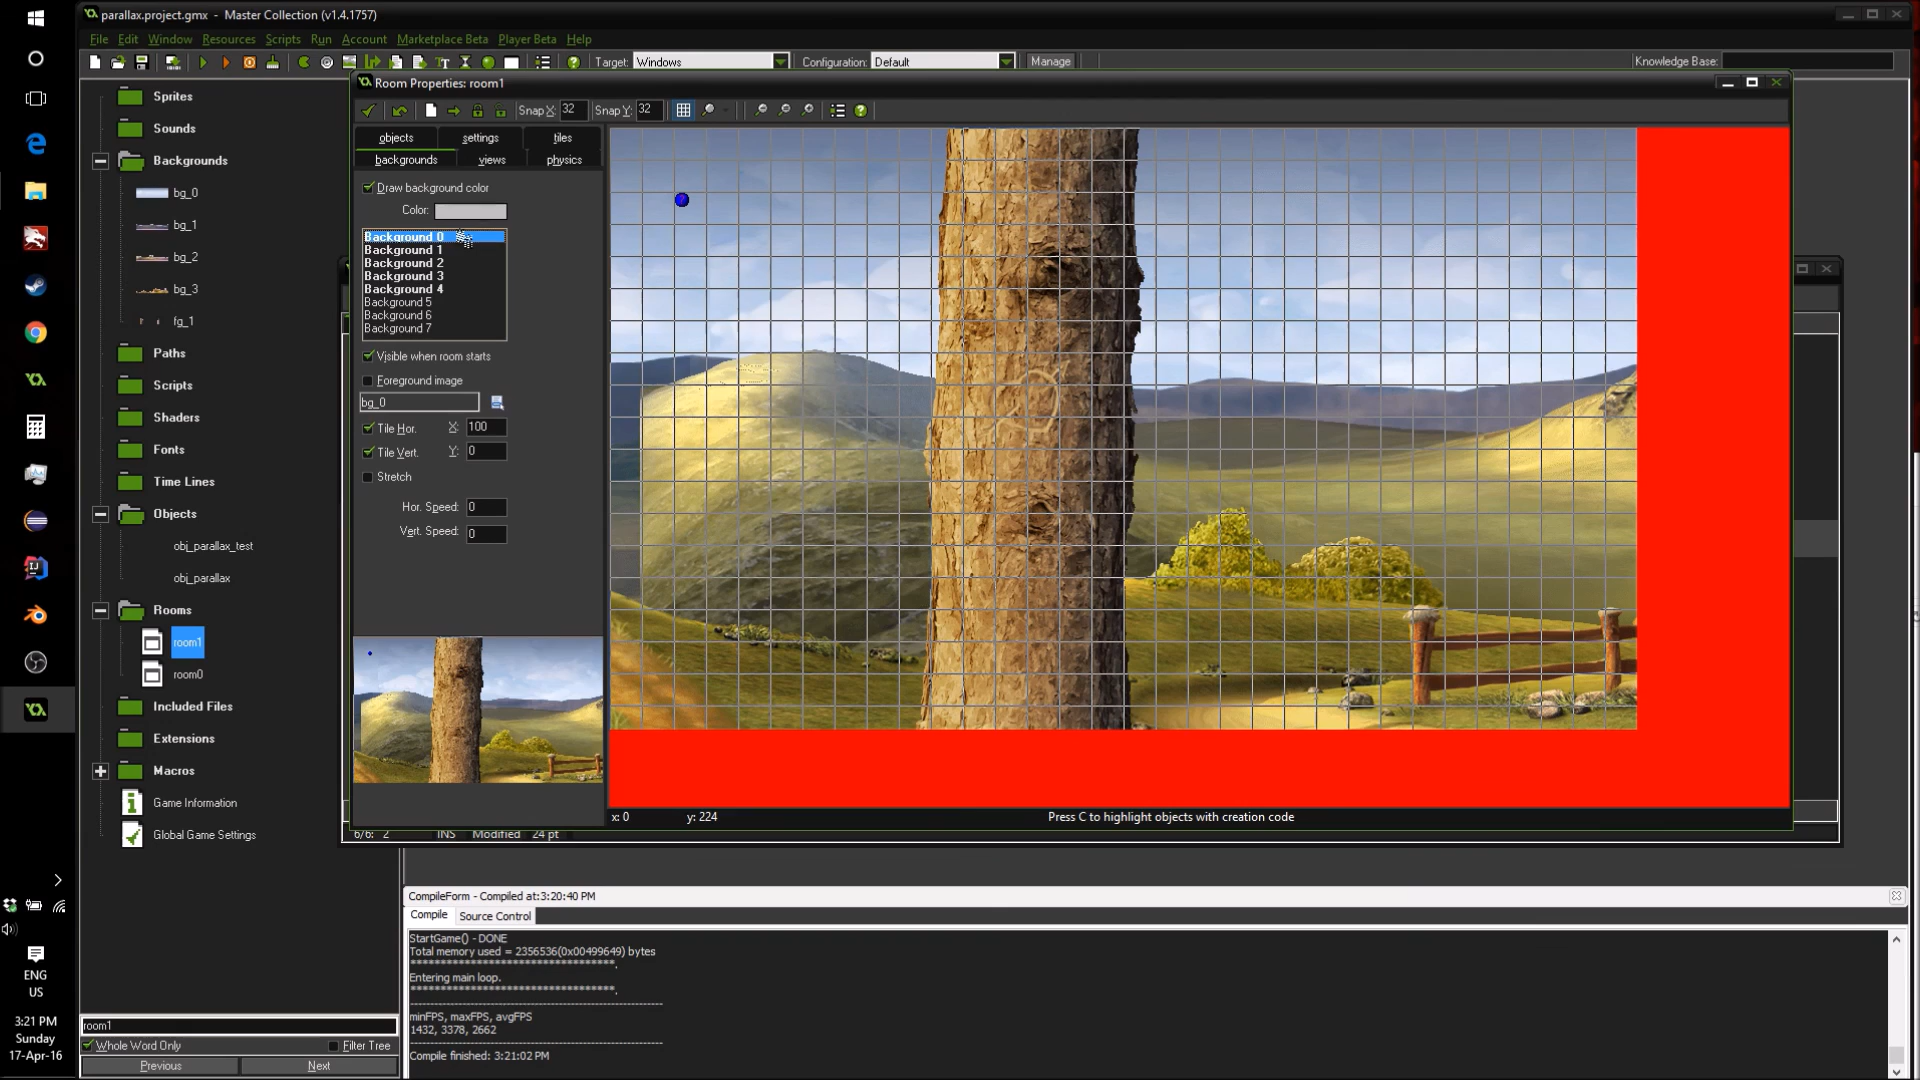 parallax.project.gmx - Master Collection (v1.4.1757)
File Edit Window Resources Scripts Run Account Marketplace Beta Player Beta Help
Target: Windows Configuration: Default Manage Knowledge Base:
Room Properties: room1
Snap X: 32 Snap Y: 32
objects settings tiles
backgrounds views physics
Draw background color
Color:
Background 0
Background 1
Background 2
Background 3
Background 4
Background 5
Background 6
Background 7
Visible when room starts
Foreground image
bg_0
Tile Hor. X: 100
Tile Vert. Y: 0
Stretch
Hor. Speed: 0
Vert. Speed: 0
x: 0 y: 224 Press C to highlight objects with creation code
6/6: 2 INS Modified 24 pt
Sprites
Sounds
Backgrounds
bg_0
bg_1
bg_2
bg_3
fg_1
Paths
Scripts
Shaders
Fonts
Time Lines
Objects
obj_parallax_test
obj_parallax
Rooms
room1
room0
Included Files
Extensions
Macros
Game Information
Global Game Settings
room1
Whole Word Only Filter Tree
Previous Next
CompileForm - Compiled at:3:20:40 PM
Compile Source Control
StartGame() - DONE
Total memory used = 2356536(0x00499649) bytes
**********************************.
Entering main loop.
**********************************.
minFPS, maxFPS, avgFPS
1432, 3378, 2662
Compile finished: 3:21:02 PM
ENG
US
3:21 PM
Sunday
17-Apr-16